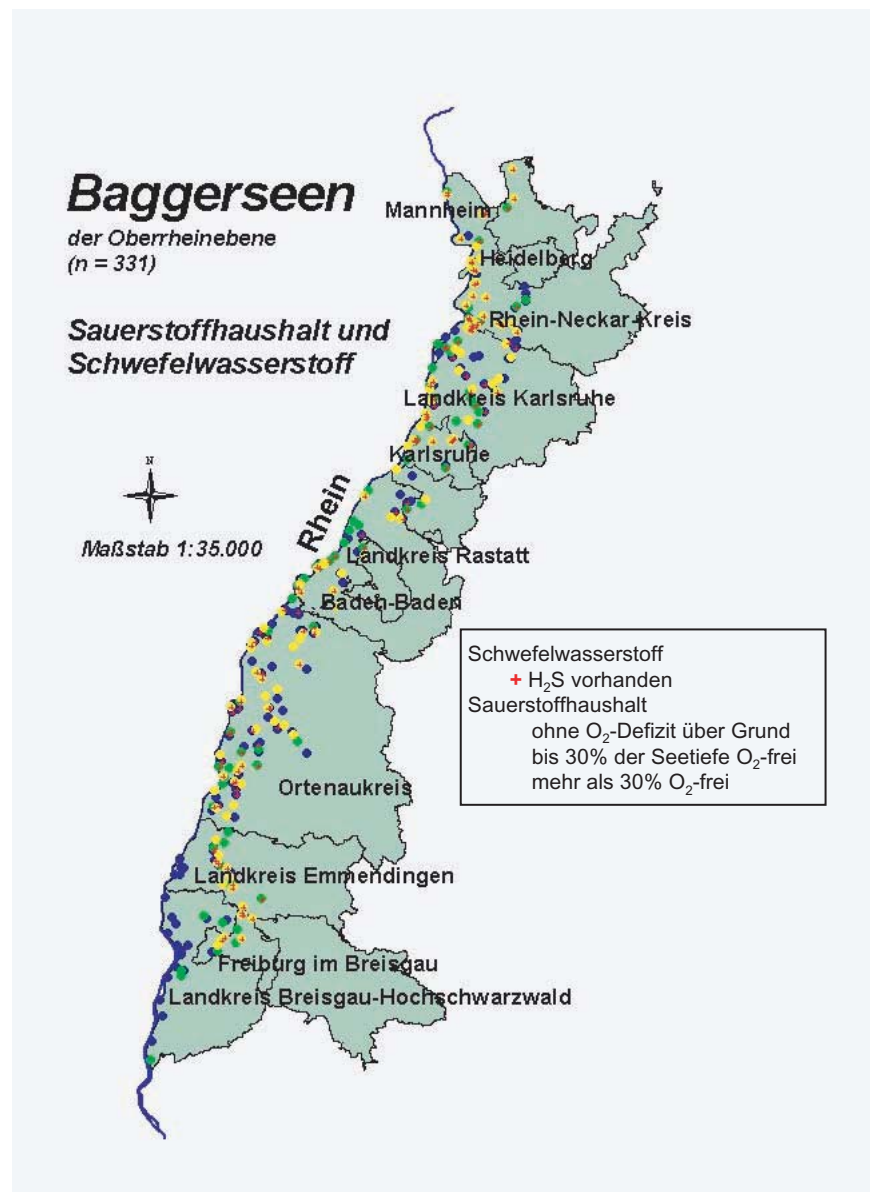 Baggerseen
der Oberrheinebene
(n = 331)
Sauerstoffhaushalt und
Schwefelwasserstoff
N
Maßstab 1:35.000
Rhein
Mannheim
Heidelberg
Rhein-Neckar-Kreis
Landkreis Karlsruhe
Karlsruhe
Landkreis Rastatt
Baden-Baden
Schwefelwasserstoff
+ H₂S vorhanden
Sauerstoffhaushalt
ohne O₂-Defizit über Grund
bis 30% der Seetiefe O₂-frei
mehr als 30% O₂-frei
Ortenaukreis
Landkreis Emmendingen
Freiburg im Breisgau
Landkreis Breisgau-Hochschwarzwald